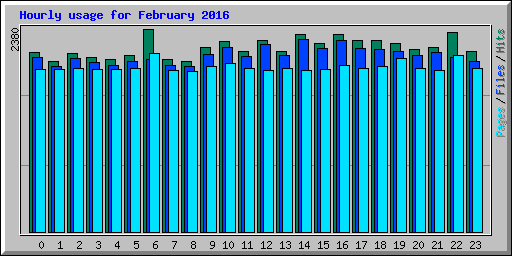 Hourly usage for February 2016
2380
Pages/Files/Hits
0 1 2 3 4 5 6 7 8 9 10 11 12 13 14 15 16 17 18 19 20 21 22 23